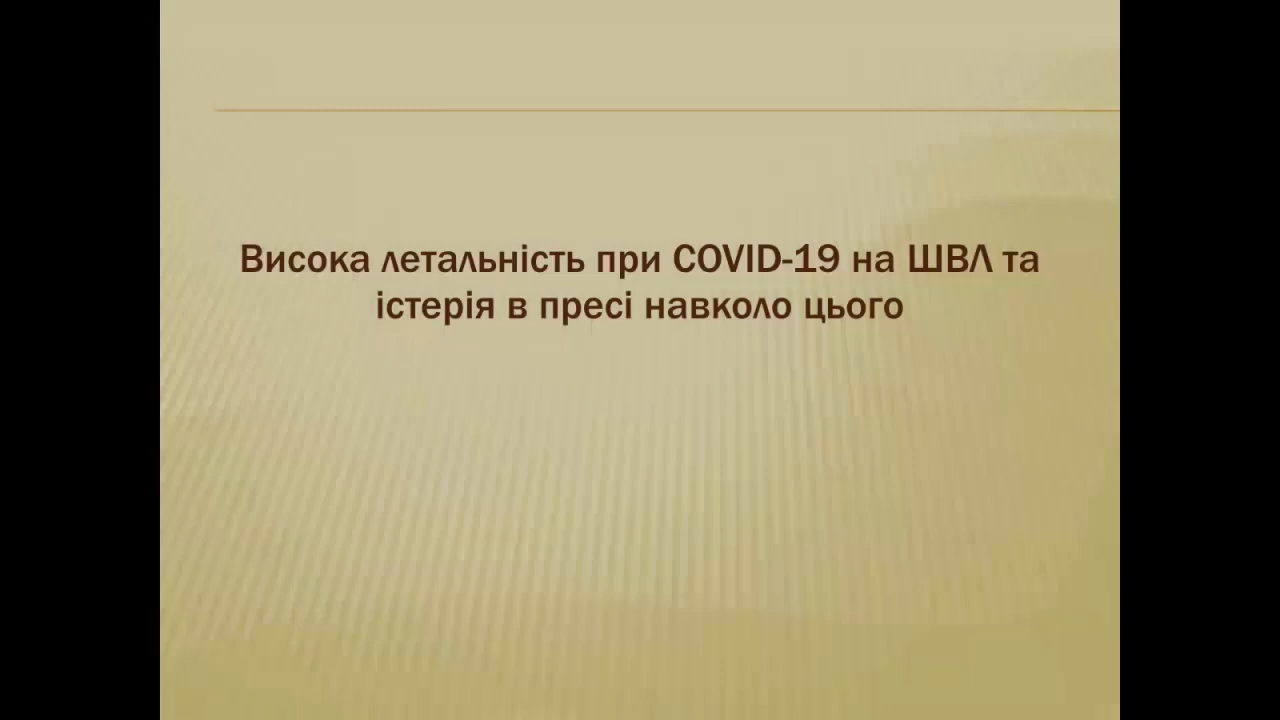 Висока летальність при COVID-19 на ШВЛ та
істерія в пресі навколо цього